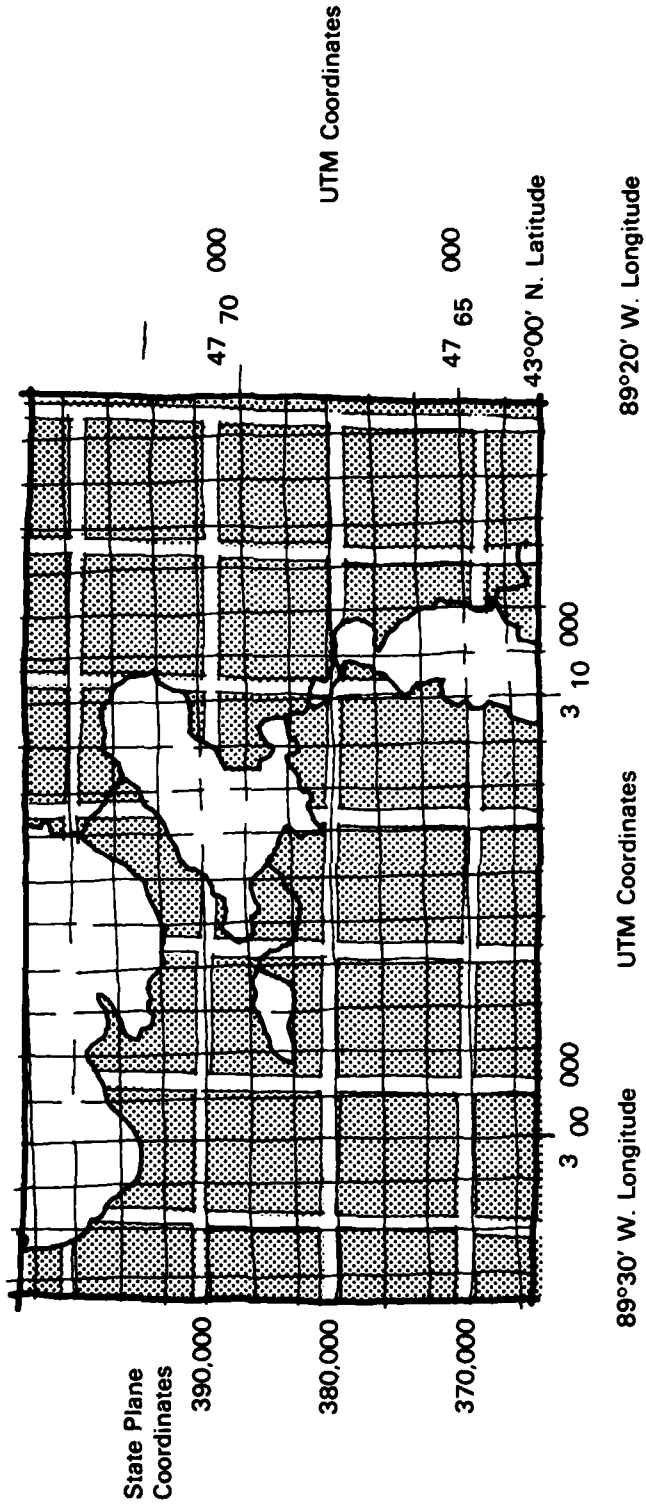 State Plane
Coordinates
390,000
380,000
370,000
UTM Coordinates
47 70 000
47 65 000
43°00' N. Latitude
3 00 000
3 10 000
89°30' W. Longitude
UTM Coordinates
89°20' W. Longitude